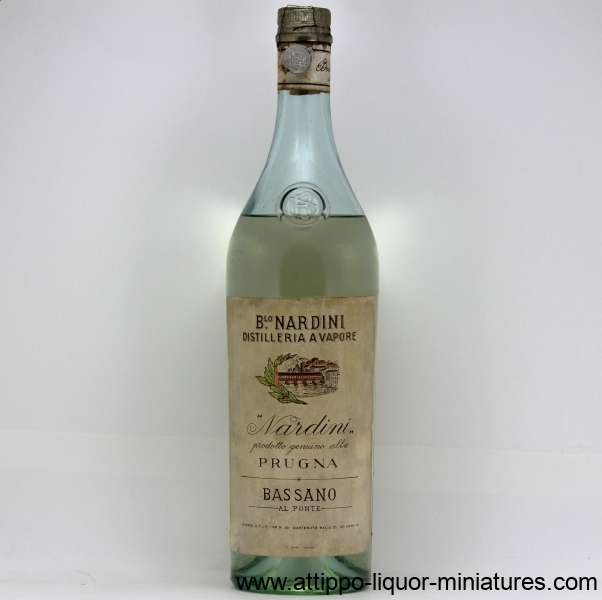 B
B.LO NARDINI
DISTILLERIA A VAPORE
"Nardini"
prodotto genuino alla
PRUGNA
BASSANO
AL PONTE
www.attippo-liquor-miniatures.com